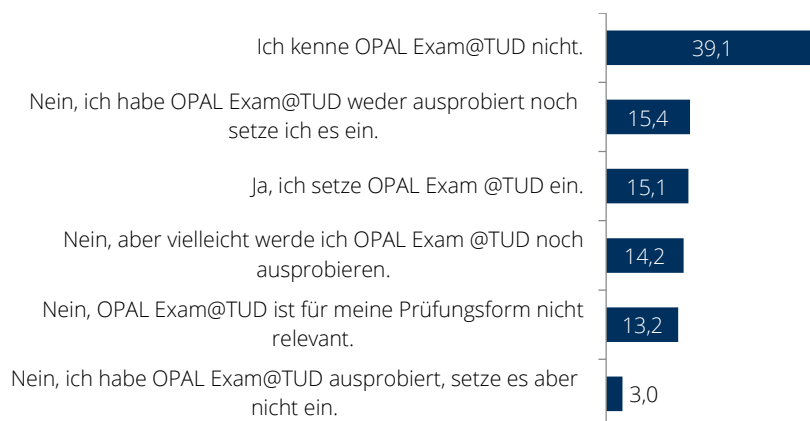 Ich kenne OPAL Exam@TUD nicht.
39,1
Nein, ich habe OPAL Exam@TUD weder ausprobiert noch
setze ich es ein.
15,4
Ja, ich setze OPAL Exam @TUD ein.
15,1
Nein, aber vielleicht werde ich OPAL Exam @TUD noch
ausprobieren.
14,2
Nein, OPAL Exam@TUD ist für meine Prüfungsform nicht
relevant.
13,2
Nein, ich habe OPAL Exam@TUD ausprobiert, setze es aber
nicht ein.
3,0